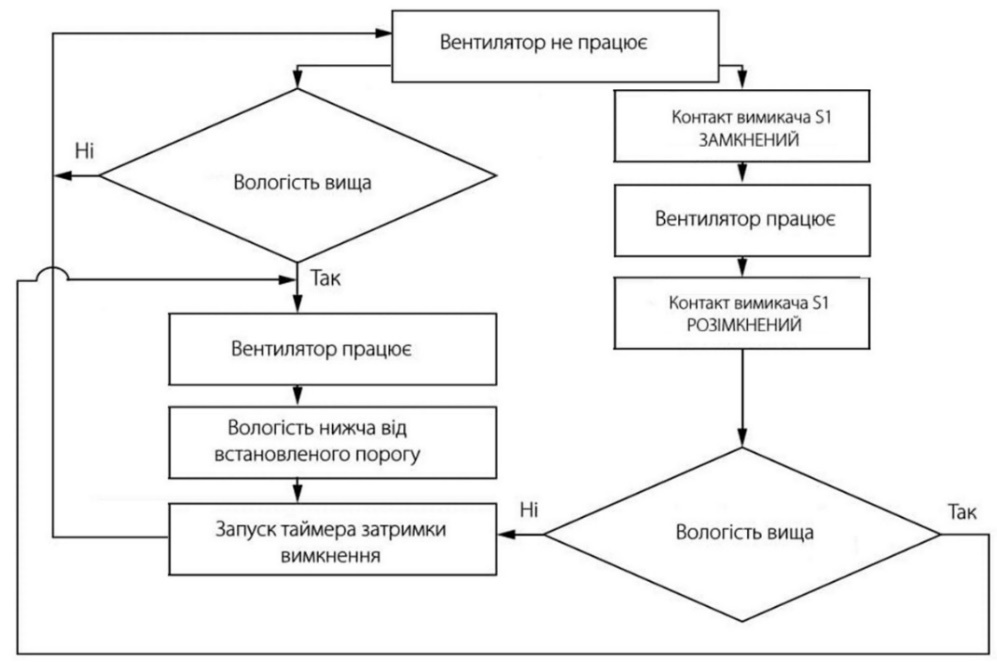 Вентилятор не працює
Контакт вимикача S1
ЗАМКНЕНИЙ
Ні
Вологість вища
Вентилятор працює
Так
Контакт вимикача S1
РОЗІМКНЕНИЙ
Вентилятор працює
Вологість нижча від
встановленого порогу
Запуск таймера затримки
вимкнення
Ні
Вологість вища
Так